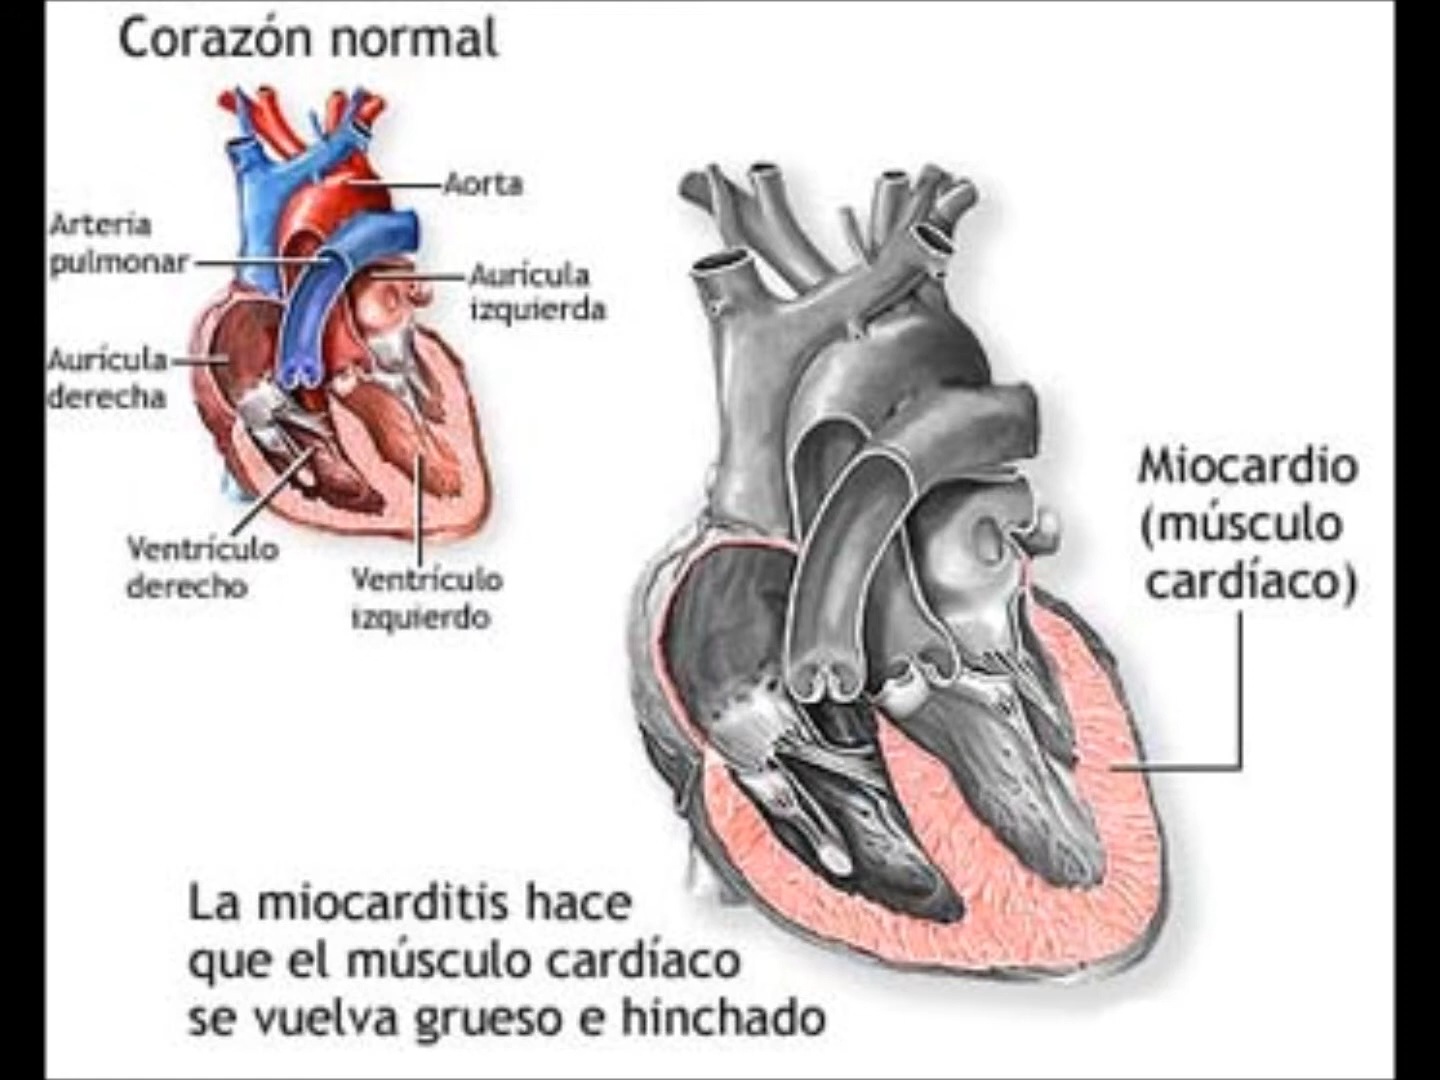 Corazón normal
Aorta
Arteria
pulmonar
Aurícula
izquierda
Aurícula
derecha
Ventrículo
derecho
Ventrículo
izquierdo
Miocardio
(músculo
cardíaco)
La miocarditis hace
que el músculo cardíaco
se vuelva grueso e hinchado